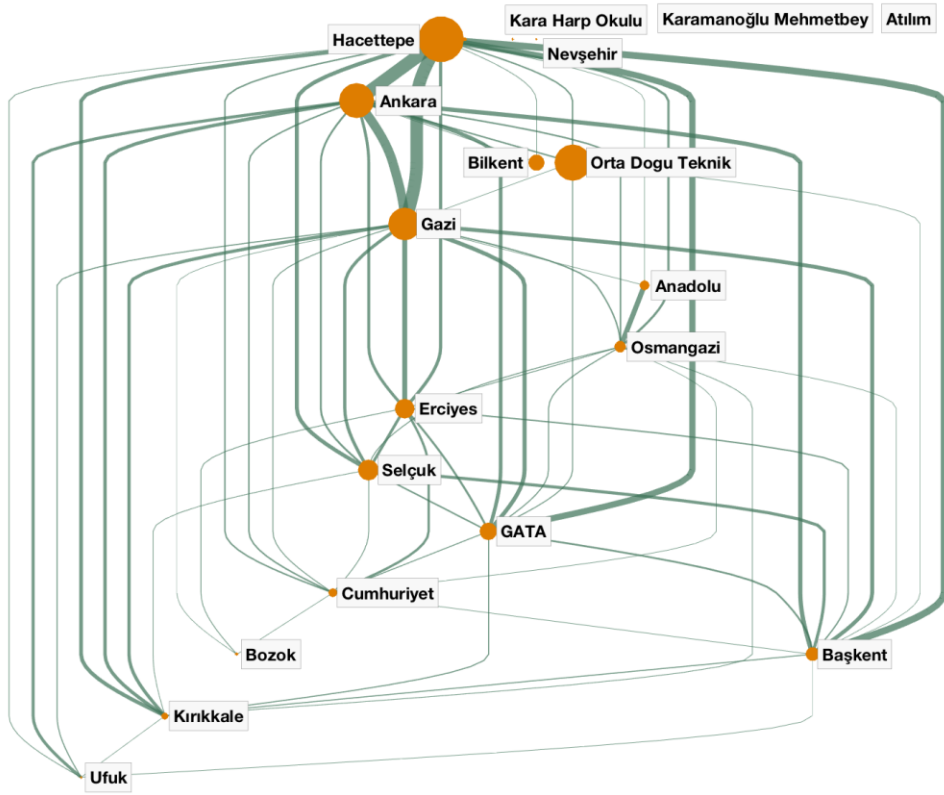 Kara Harp Okulu
Karamanoğlu Mehmetbey
Atılım
Hacettepe
Nevşehir
Ankara
Bilkent
Orta Dogu Teknik
Gazi
Anadolu
Osmangazi
Erciyes
Selçuk
GATA
Cumhuriyet
Bozok
Başkent
Kırıkkale
Ufuk